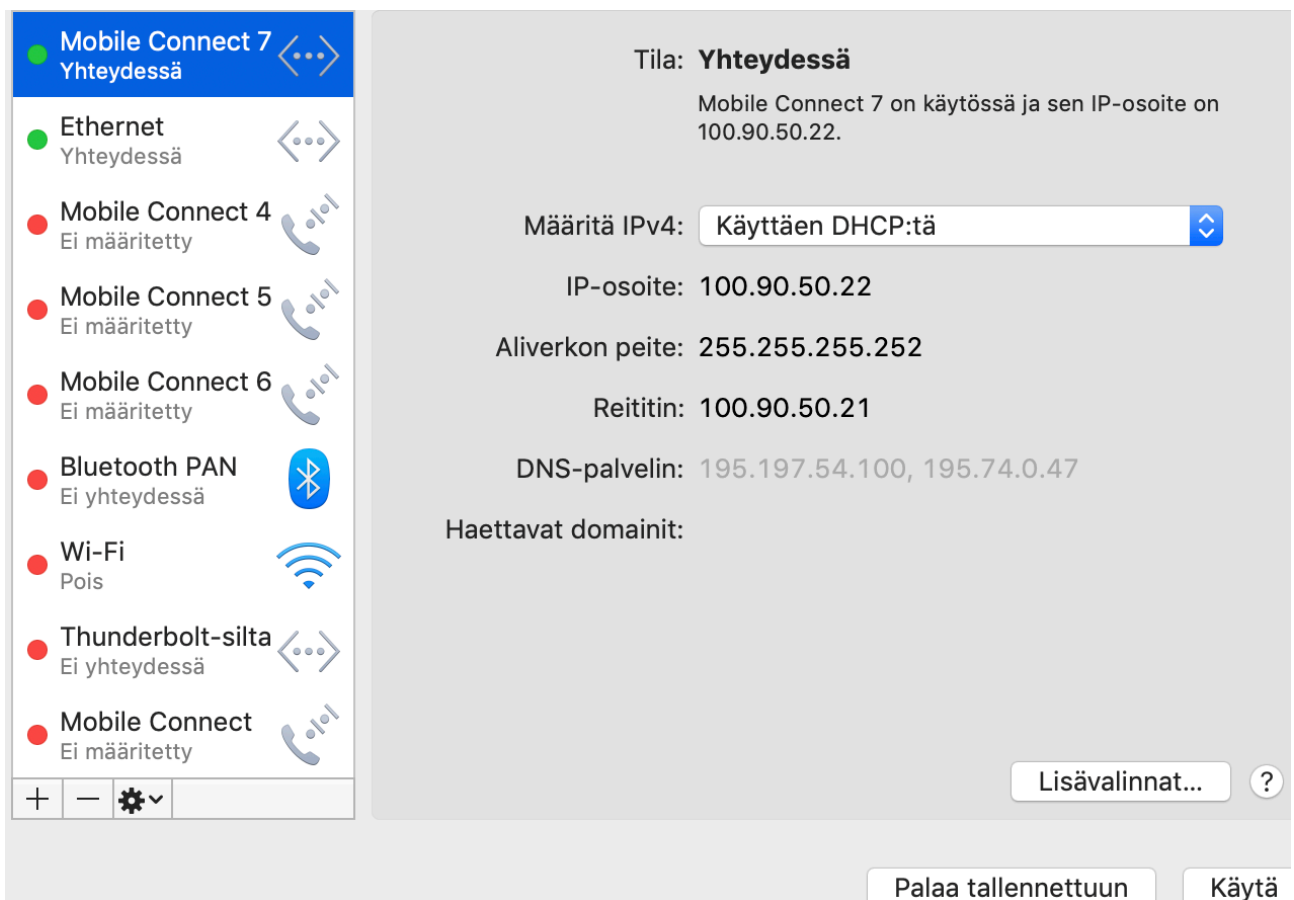 Mobile Connect 7
Yhteydessä
Ethernet
Yhteydessä
Mobile Connect 4
Ei määritetty
Mobile Connect 5
Ei määritetty
Mobile Connect 6
Ei määritetty
Bluetooth PAN
Ei yhteydessä
Wi-Fi
Pois
Thunderbolt-silta
Ei yhteydessä
Mobile Connect
Ei määritetty
Tila: Yhteydessä
Mobile Connect 7 on käytössä ja sen IP-osoite on
100.90.50.22.
Määritä IPv4: Käyttäen DHCP:tä
IP-osoite: 100.90.50.22
Aliverkon peite: 255.255.255.252
Reititin: 100.90.50.21
DNS-palvelin: 195.197.54.100, 195.74.0.47
Haettavat domainit:
Lisävalinnat... ?
Palaa tallennettuun Käytä